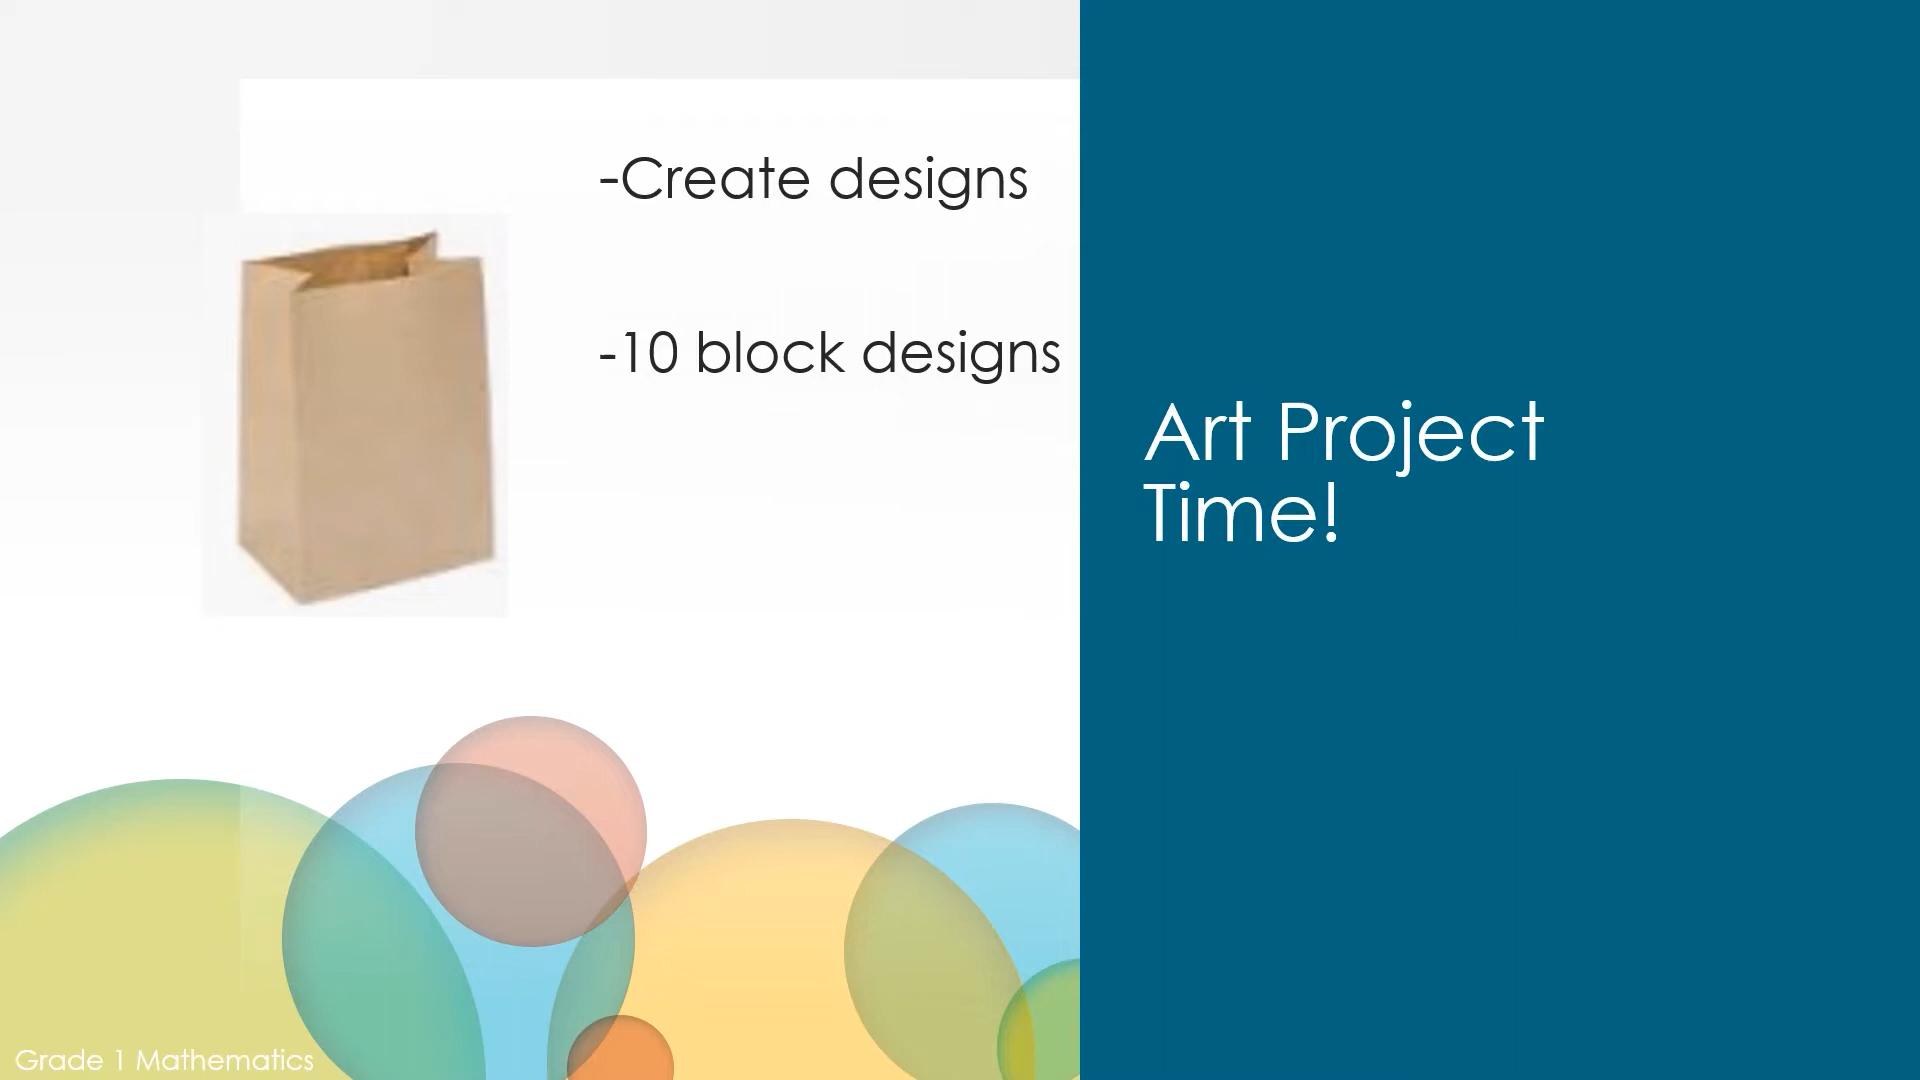 -Create designs
-10 block designs
Art Project
Time!
Grade 1 Mathematics